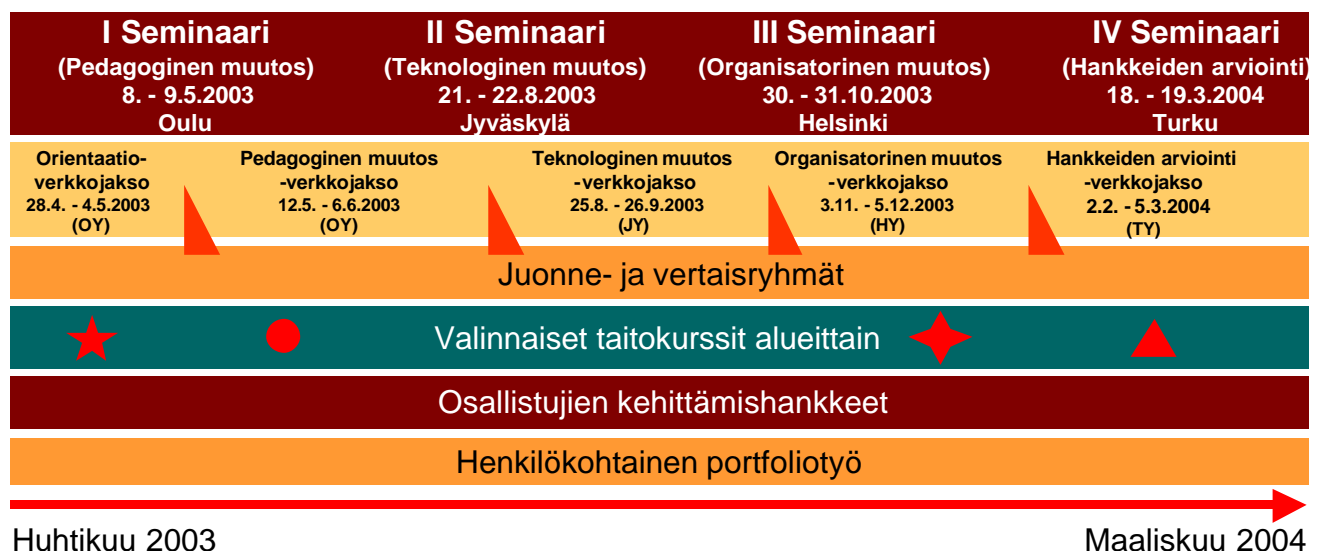 I Seminaari
(Pedagoginen muutos)
8. - 9.5.2003
Oulu
II Seminaari
(Teknologinen muutos)
21. - 22.8.2003
Jyväskylä
III Seminaari
(Organisatorinen muutos)
30. - 31.10.2003
Helsinki
IV Seminaari
(Hankkeiden arviointi)
18. - 19.3.2004
Turku
Orientaatio-
verkkojakso
28.4. - 4.5.2003
(OY)
Pedagoginen muutos
-verkkojakso
12.5. - 6.6.2003
(OY)
Teknologinen muutos
-verkkojakso
25.8. - 26.9.2003
(JY)
Organisatorinen muutos
-verkkojakso
3.11. - 5.12.2003
(HY)
Hankkeiden arviointi
-verkkojakso
2.2. - 5.3.2004
(TY)
Juonne- ja vertaisryhmät
Valinnaiset taitokurssit alueittain
Osallistujien kehittämishankkeet
Henkilökohtainen portfoliotyö
Huhtikuu 2003
Maaliskuu 2004